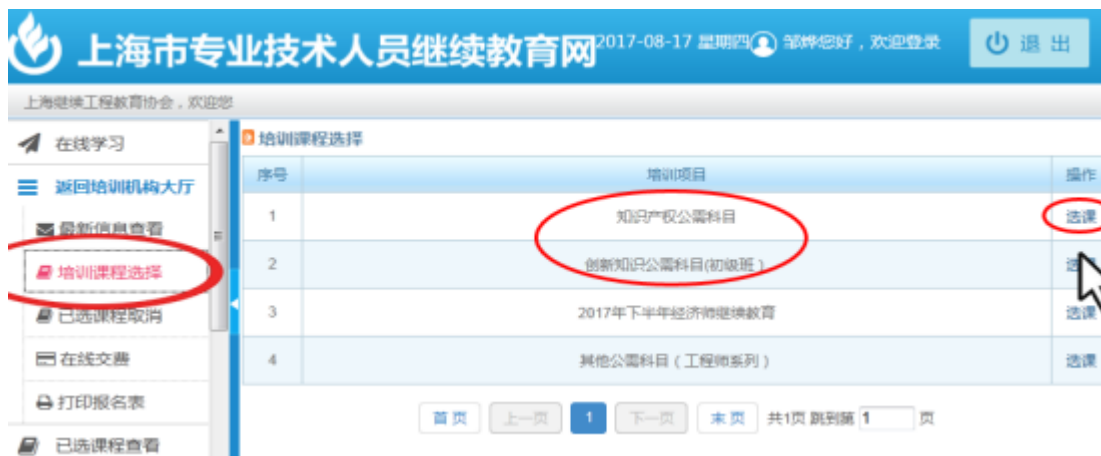 上海市专业技术人员继续教育网 2017-08-17 星期四 邹烨您好，欢迎登录 退 出
上海继续工程教育协会，欢迎您
在线学习
返回培训机构大厅
最新信息查看
培训课程选择
已选课程取消
在线交费
打印报名表
已选课程查看
培训课程选择
序号 培训项目 操作
1 知识产权公需科目 选课
2 创新知识公需科目(初级班）
3 2017年下半年经济师继续教育 选课
4 其他公需科目（工程师系列） 选课
首页 上一页 1 下一页 末页 共1页 跳到第 1 页